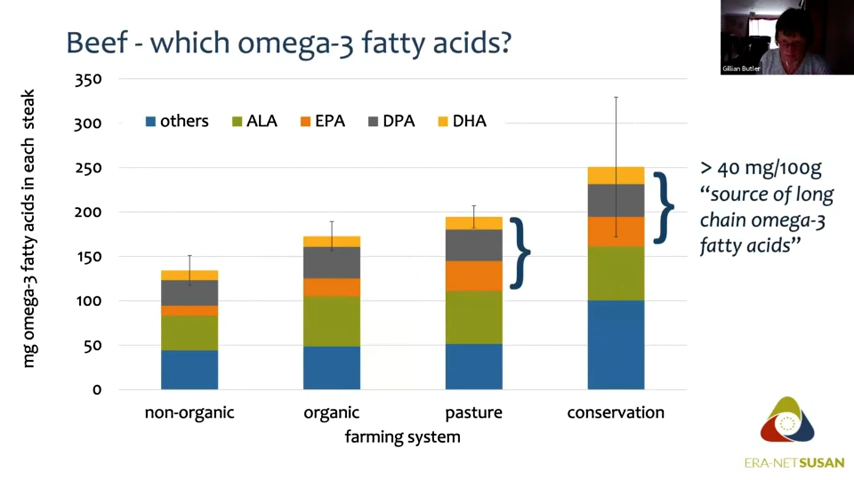 Beef - which omega-3 fatty acids?
Gillian Butler
mg omega-3 fatty acids in each steak
350
300
250
200
150
100
50
0
others ALA EPA DPA DHA
non-organic organic pasture conservation
farming system
> 40 mg/100g
“source of long
chain omega-3
fatty acids”
ERA-NET SUSAN